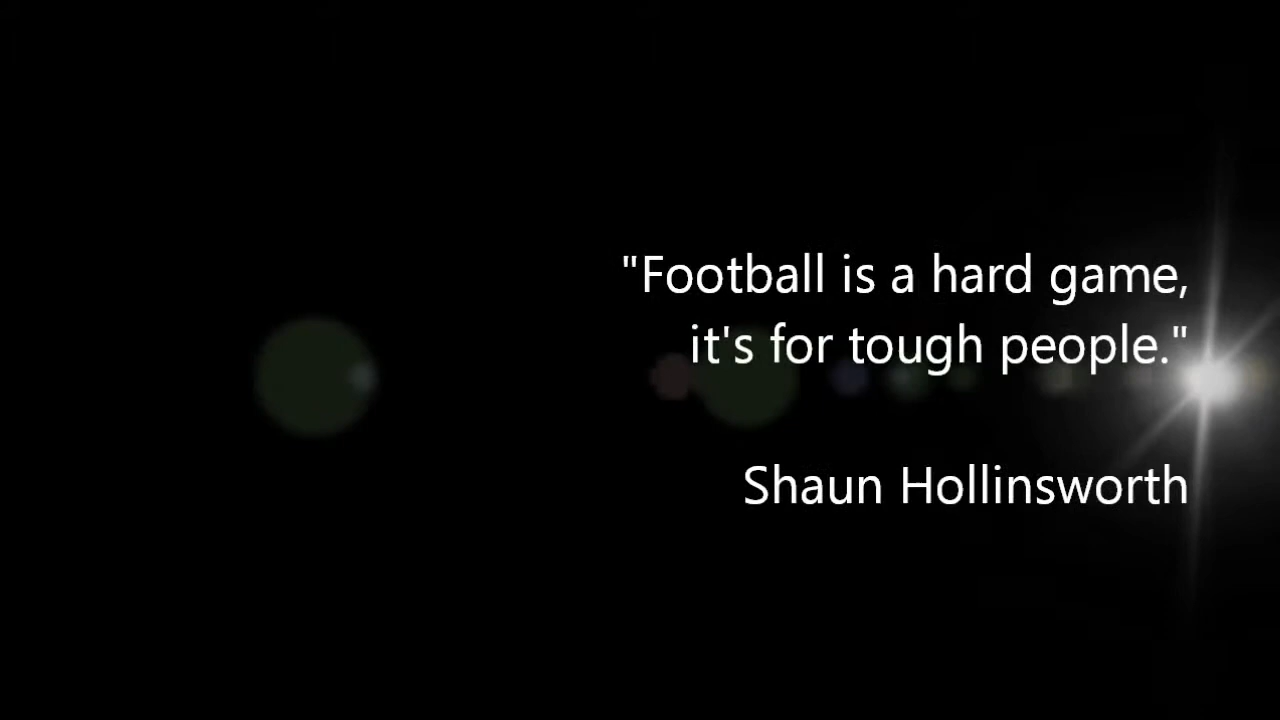 "Football is a hard game,
it's for tough people."
Shaun Hollinsworth